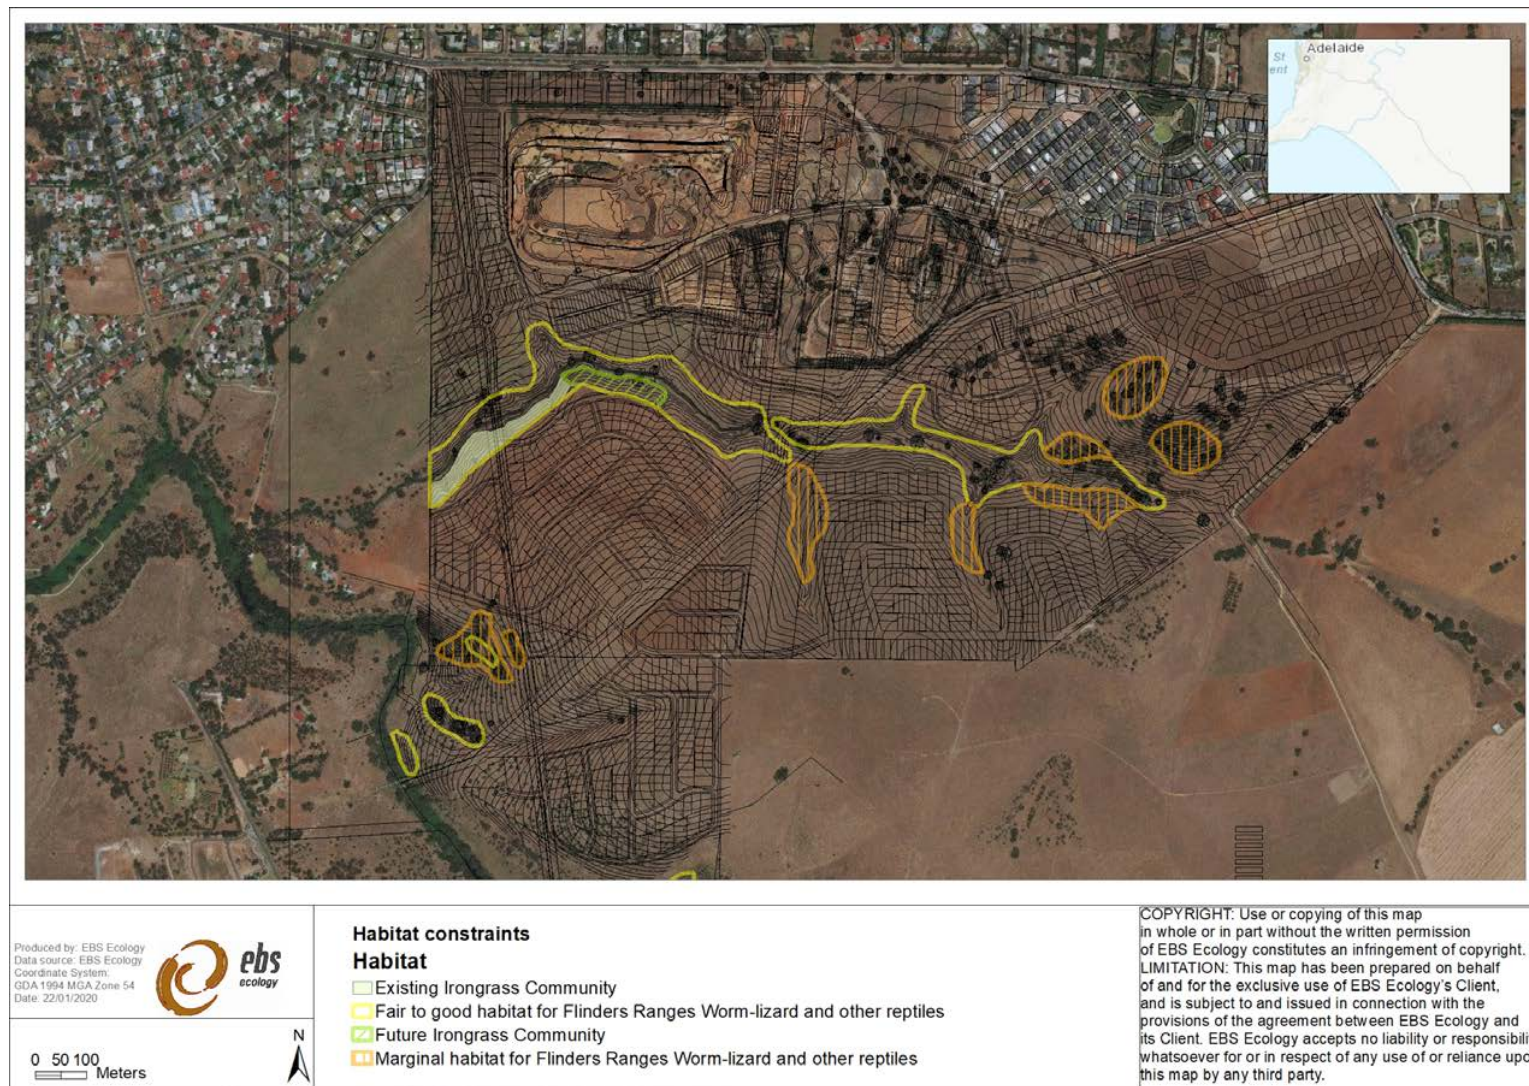 Adelaide
St
ent
Produced by: EBS Ecology
Data source: EBS Ecology
Coordinate System:
GDA 1994 MGA Zone 54
Date: 22/01/2020
ebs
ecology
0 50 100
Meters
N
Habitat constraints
Habitat
Existing Irongrass Community
Fair to good habitat for Flinders Ranges Worm-lizard and other reptiles
Future Irongrass Community
Marginal habitat for Flinders Ranges Worm-lizard and other reptiles
COPYRIGHT: Use or copying of this map
in whole or in part without the written permission
of EBS Ecology constitutes an infringement of copyright.
LIMITATION: This map has been prepared on behalf
of and for the exclusive use of EBS Ecology's Client,
and is subject to and issued in connection with the
provisions of the agreement between EBS Ecology and
its Client. EBS Ecology accepts no liability or responsibili
whatsoever for or in respect of any use of or reliance upo
this map by any third party.